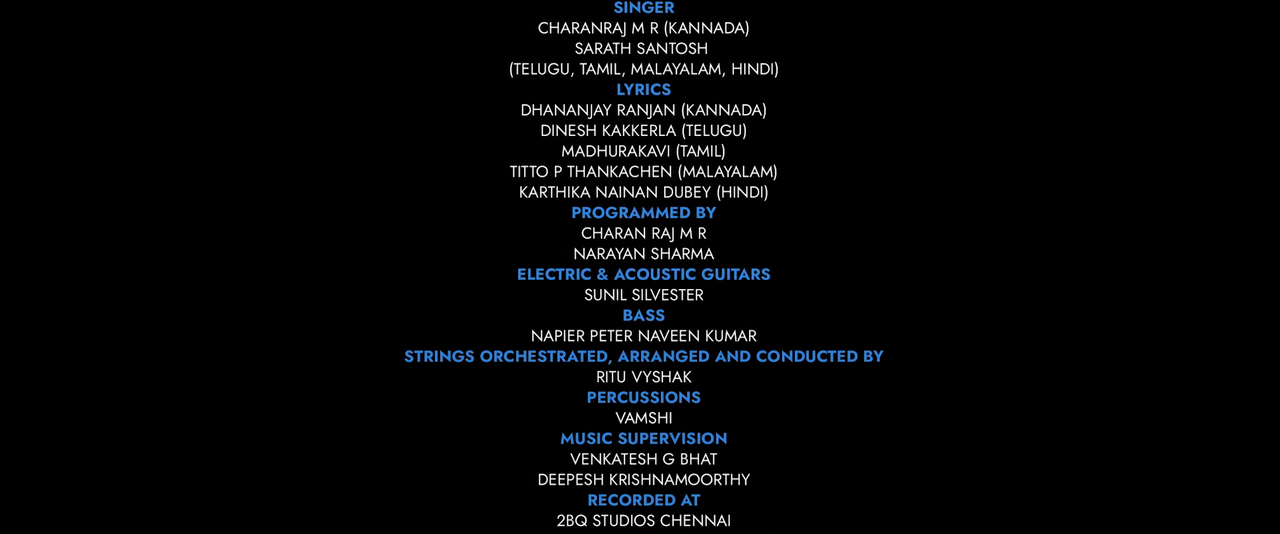 SINGER
CHARANRAJ M R (KANNADA)
SARATH SANTOSH
(TELUGU, TAMIL, MALAYALAM, HINDI)
LYRICS
DHANANJAY RANJAN (KANNADA)
DINESH KAKKERLA (TELUGU)
MADHURAKAVI (TAMIL)
TITTO P THANKACHEN (MALAYALAM)
KARTHIKA NAINAN DUBEY (HINDI)
PROGRAMMED BY
CHARAN RAJ M R
NARAYAN SHARMA
ELECTRIC & ACOUSTIC GUITARS
SUNIL SILVESTER
BASS
NAPIER PETER NAVEEN KUMAR
STRINGS ORCHESTRATED, ARRANGED AND CONDUCTED BY
RITU VYSHAK
PERCUSSIONS
VAMSHI
MUSIC SUPERVISION
VENKATESH G BHAT
DEEPESH KRISHNAMOORTHY
RECORDED AT
2BQ STUDIOS CHENNAI